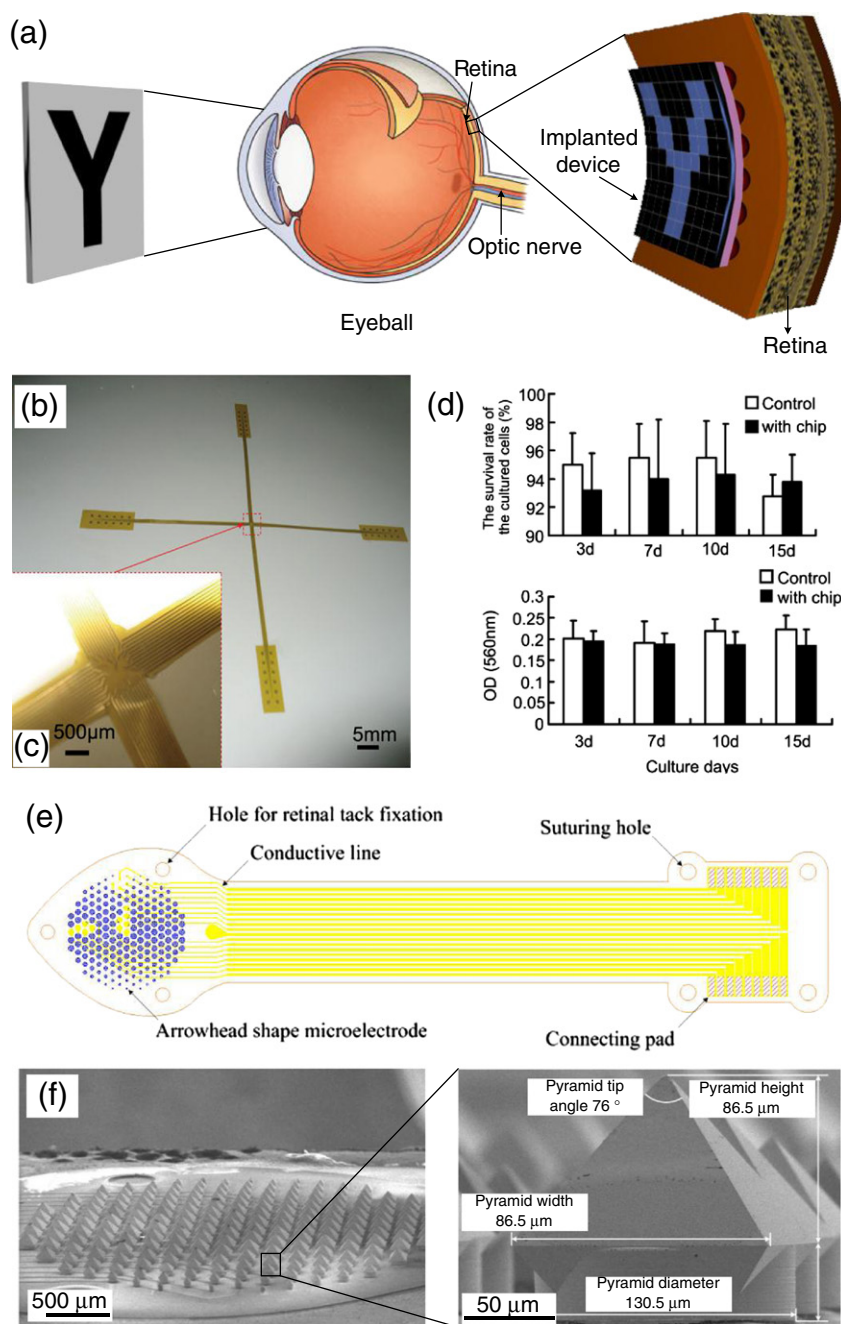 (a)
Y
Retina
Implanted
device
Optic nerve
Eyeball
Retina
(b)
5mm
(c)
500μm
(d)
The survival rate of
the cultured cells (%)
100
98
96
94
92
90
Control
with chip
3d 7d 10d 15d
OD (560nm)
0.3
0.25
0.2
0.15
0.1
0.05
0
Control
with chip
3d 7d 10d 15d
Culture days
(e)
Hole for retinal tack fixation
Conductive line
Suturing hole
Arrowhead shape microelectrode
Connecting pad
(f)
500 μm
Pyramid tip
angle 76 °
Pyramid height
86.5 μm
Pyramid width
86.5 μm
Pyramid diameter
130.5 μm
50 μm